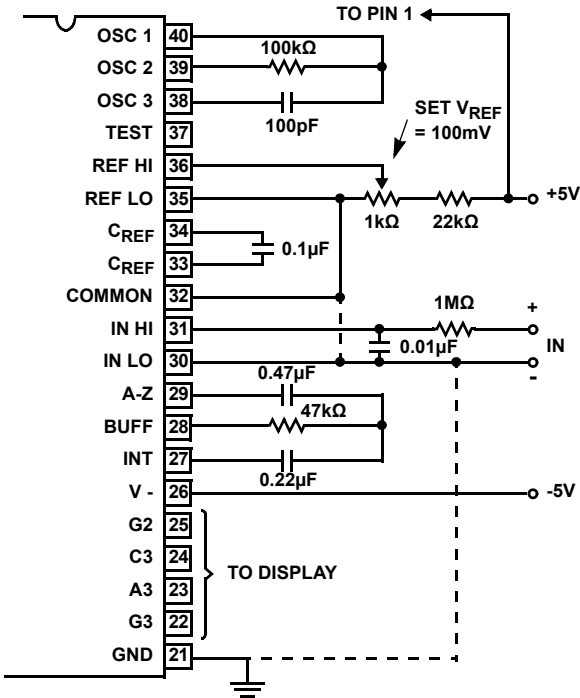 TO PIN 1
OSC 1 40
100kΩ
OSC 2 39
OSC 3 38
100pF
SET VREF
= 100mV
TEST 37
REF HI 36
REF LO 35
1kΩ 22kΩ
+5V
CREF 34
0.1µF
CREF 33
COMMON 32
1MΩ
+
IN HI 31
0.01µF
IN
IN LO 30
-
0.47µF
A-Z 29
47kΩ
BUFF 28
INT 27
0.22µF
V - 26
-5V
G2 25
C3 24
TO DISPLAY
A3 23
G3 22
GND 21